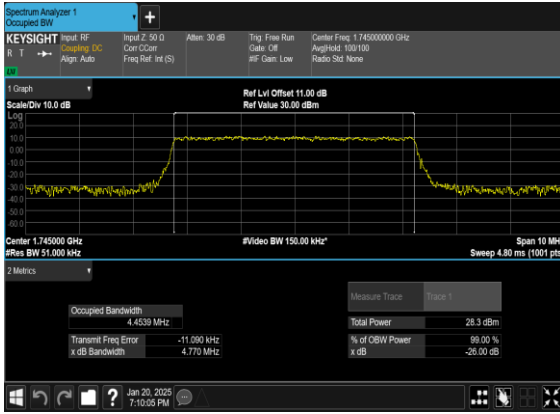 Spectrum Analyzer 1
Occupied BW
KEYSIGHT Input: RF Input Z: 50 Ω Atten: 30 dB Trig: Free Run Center Freq: 1.745000000 GHz
R T Coupling: DC Corr CCorr Gate: Off Avg|Hold: 100/100
Align: Auto Freq Ref: Int (S) #IF Gain: Low Radio Std: None
1 Graph Ref Lvl Offset 11.00 dB
Scale/Div 10.0 dB Ref Value 30.00 dBm
Log
20.0
10.0
0.00
-10.0
-20.0
-30.0
-40.0
-50.0
-60.0
Center 1.745000 GHz #Video BW 150.00 kHz* Span 10 MH
#Res BW 51.000 kHz Sweep 4.80 ms (1001 pts
2 Metrics
Measure Trace Trace 1
Occupied Bandwidth
4.4539 MHz Total Power 28.3 dBm
Transmit Freq Error -11.090 kHz % of OBW Power 99.00 %
x dB Bandwidth 4.770 MHz x dB -26.00 dB
Jan 20, 2025
7:10:05 PM